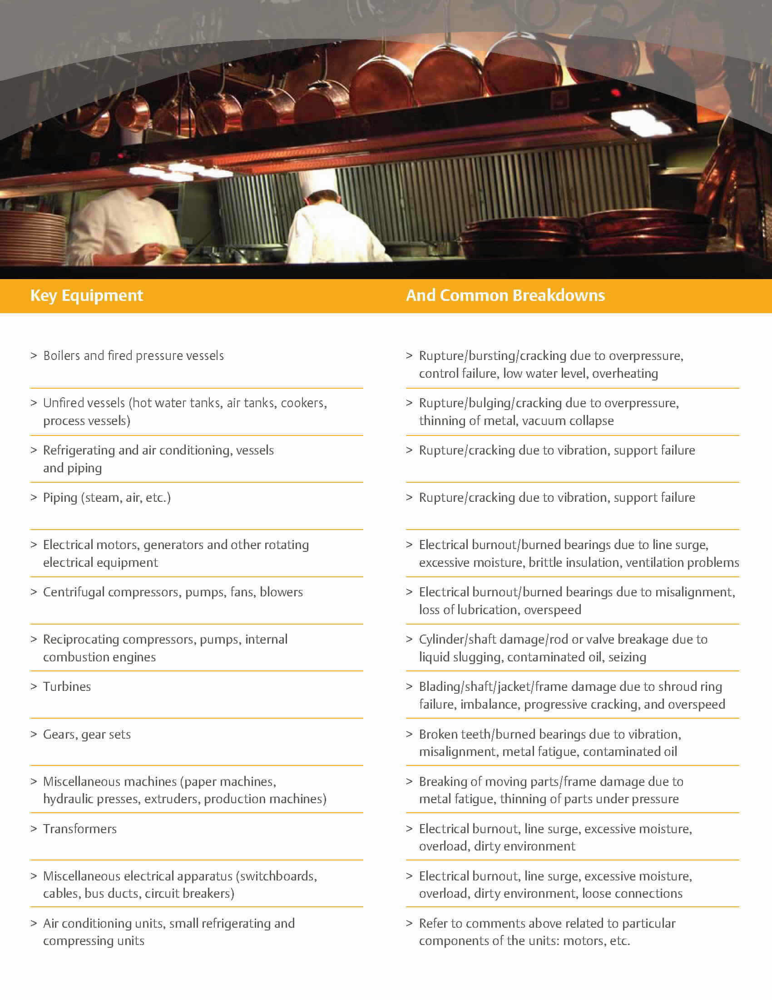 Key Equipment
And Common Breakdowns
> Boilers and fired pressure vessels
> Rupture/bursting/cracking due to overpressure,
control failure, low water level, overheating
> Unfired vessels (hot water tanks, air tanks, cookers,
process vessels)
> Rupture/bulging/cracking due to overpressure,
thinning of metal, vacuum collapse
> Refrigerating and air conditioning, vessels
and piping
> Rupture/cracking due to vibration, support failure
> Piping (steam, air, etc.)
> Rupture/cracking due to vibration, support failure
> Electrical motors, generators and other rotating
electrical equipment
> Electrical burnout/burned bearings due to line surge,
excessive moisture, brittle insulation, ventilation problems
> Centrifugal compressors, pumps, fans, blowers
> Electrical burnout/burned bearings due to misalignment,
loss of lubrication, overspeed
> Reciprocating compressors, pumps, internal
combustion engines
> Cylinder/shaft damage/rod or valve breakage due to
liquid slugging, contaminated oil, seizing
> Turbines
> Blading/shaft/jacket/frame damage due to shroud ring
failure, imbalance, progressive cracking, and overspeed
> Gears, gear sets
> Broken teeth/burned bearings due to vibration,
misalignment, metal fatigue, contaminated oil
> Miscellaneous machines (paper machines,
hydraulic presses, extruders, production machines)
> Breaking of moving parts/frame damage due to
metal fatigue, thinning of parts under pressure
> Transformers
> Electrical burnout, line surge, excessive moisture,
overload, dirty environment
> Miscellaneous electrical apparatus (switchboards,
cables, bus ducts, circuit breakers)
> Electrical burnout, line surge, excessive moisture,
overload, dirty environment, loose connections
> Air conditioning units, small refrigerating and
compressing units
> Refer to comments above related to particular
components of the units: motors, etc.